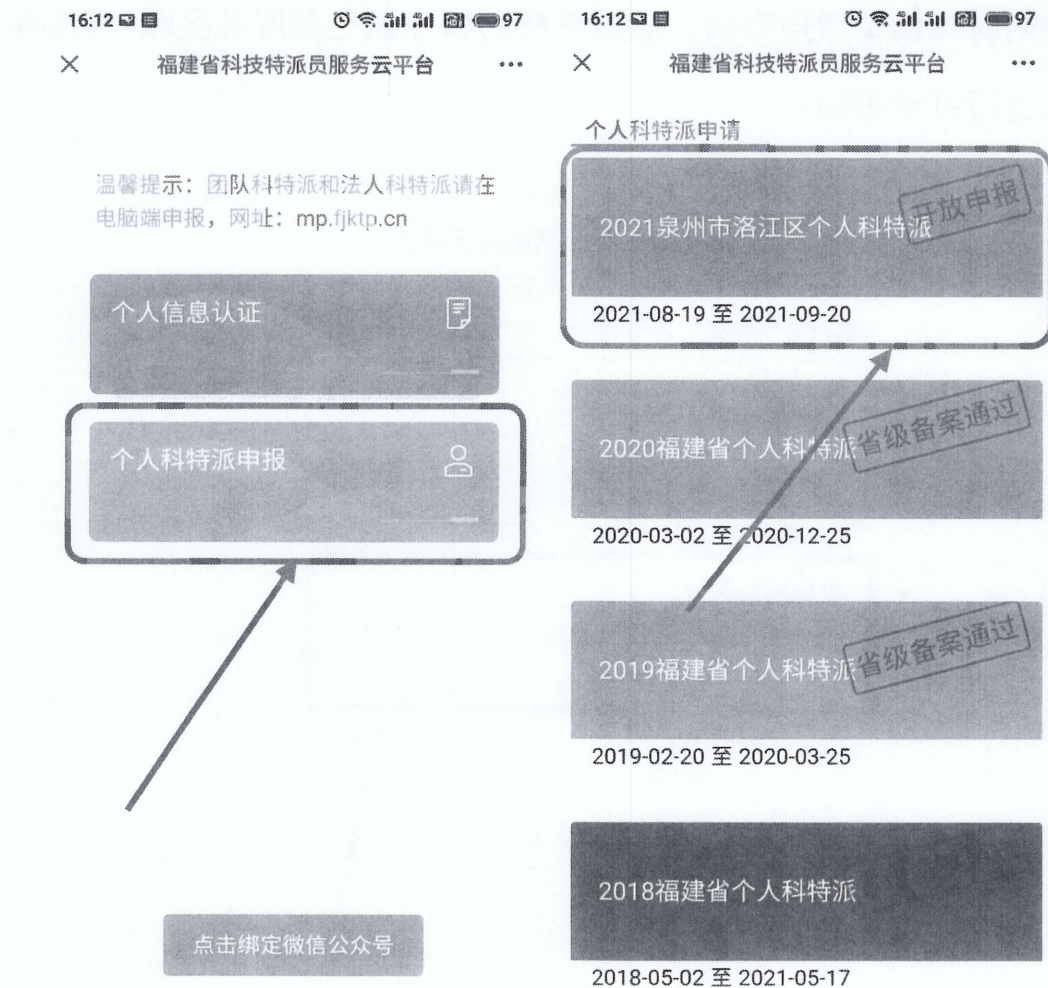 16:12
97
福建省科技特派员服务云平台
温馨提示：团队科特派和法人科特派请在
电脑端申报，网址：mp.fjktp.cn
个人信息认证
个人科特派申报
点击绑定微信公众号
16:12
97
福建省科技特派员服务云平台
个人科特派申请
开放申报
2021泉州市洛江区个人科特派
2021-08-19 至 2021-09-20
省级备案通过
2020福建省个人科特派
2020-03-02 至 2020-12-25
省级备案通过
2019福建省个人科特派
2019-02-20 至 2020-03-25
2018福建省个人科特派
2018-05-02 至 2021-05-17